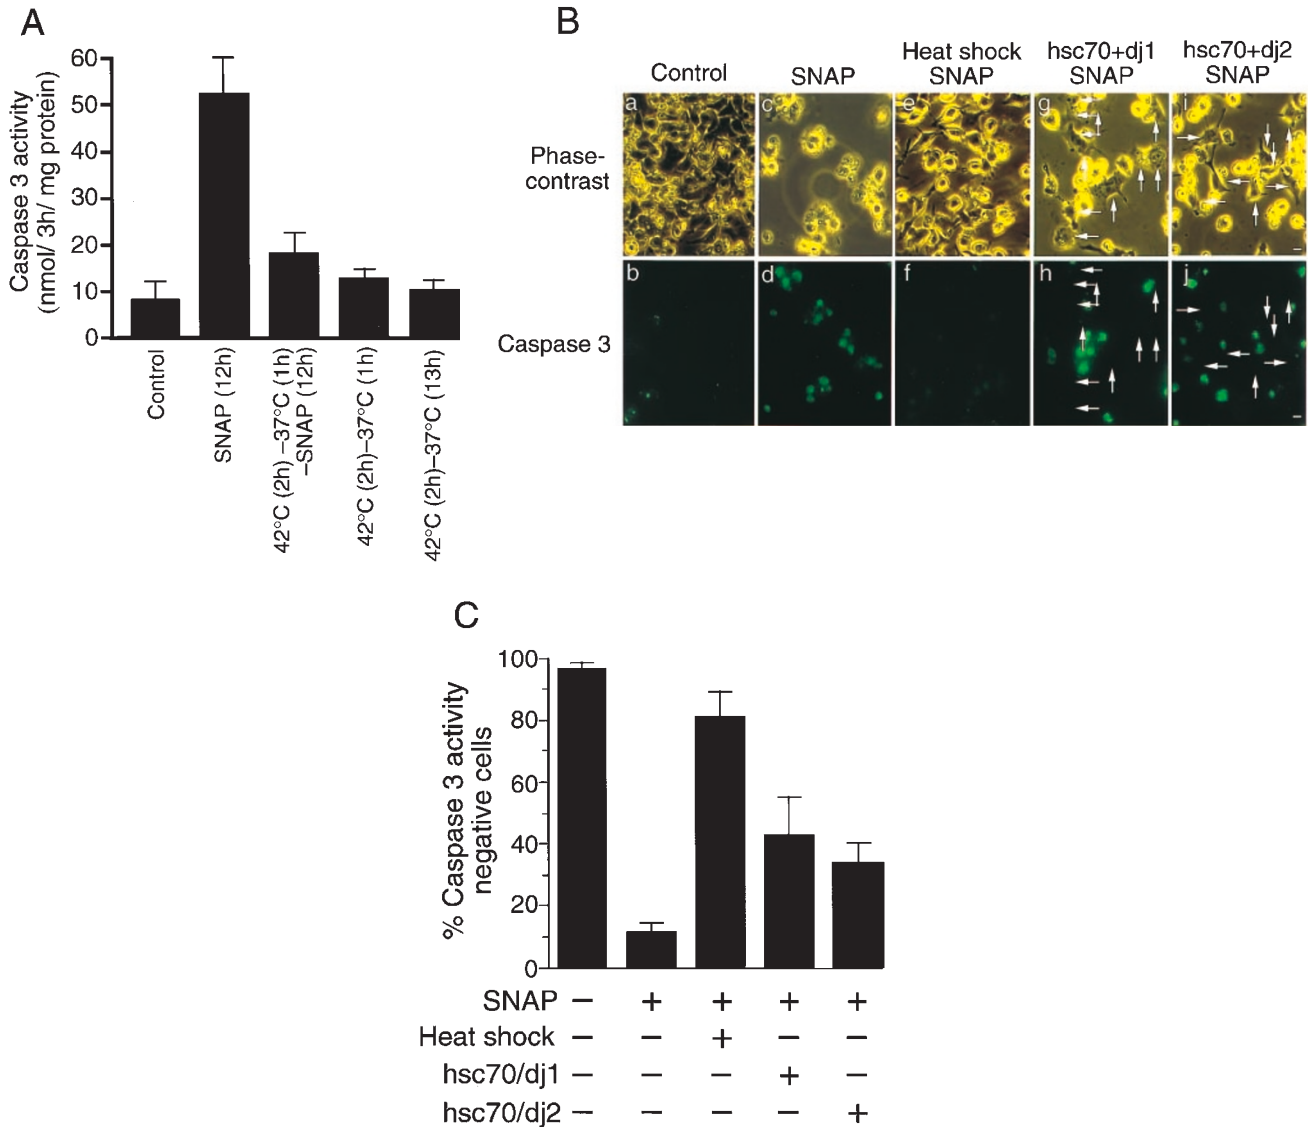 A
Caspase 3 activity
(nmol/ 3h/ mg protein)
60
50
40
30
20
10
0
Control
SNAP (12h)
42°C (2h) –37°C (1h)
–SNAP (12h)
42°C (2h)–37°C (1h)
42°C (2h)–37°C (13h)
B
Control
SNAP
Heat shock
SNAP
hsc70+dj1
SNAP
hsc70+dj2
SNAP
Phase-
contrast
a
c
e
g
i
Caspase 3
b
d
f
h
j
C
% Caspase 3 activity
negative cells
100
80
60
40
20
0
SNAP – + + + +
Heat shock – – + – –
hsc70/dj1 – – – + –
hsc70/dj2 – – – – +